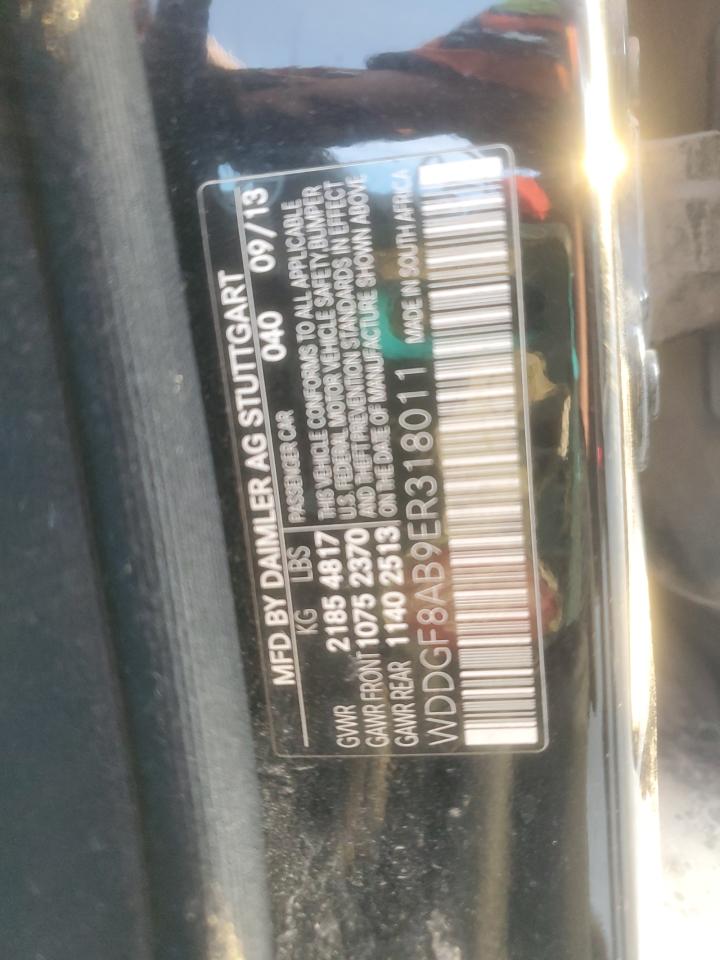 MFD BY DAIMLER AG STUTTGART
KG LBS 040 09/13
PASSENGER CAR
GVWR 2185 4817
GAWR FRONT 1075 2370
GAWR REAR 1140 2513
THIS VEHICLE CONFORMS TO ALL APPLICABLE
U.S. FEDERAL MOTOR VEHICLE SAFETY BUMPER
AND THEFT PREVENTION STANDARDS IN EFFECT
ON THE DATE OF MANUFACTURE SHOWN ABOVE
WDDGF8AB9ER318011 MADE IN SOUTH AFRICA